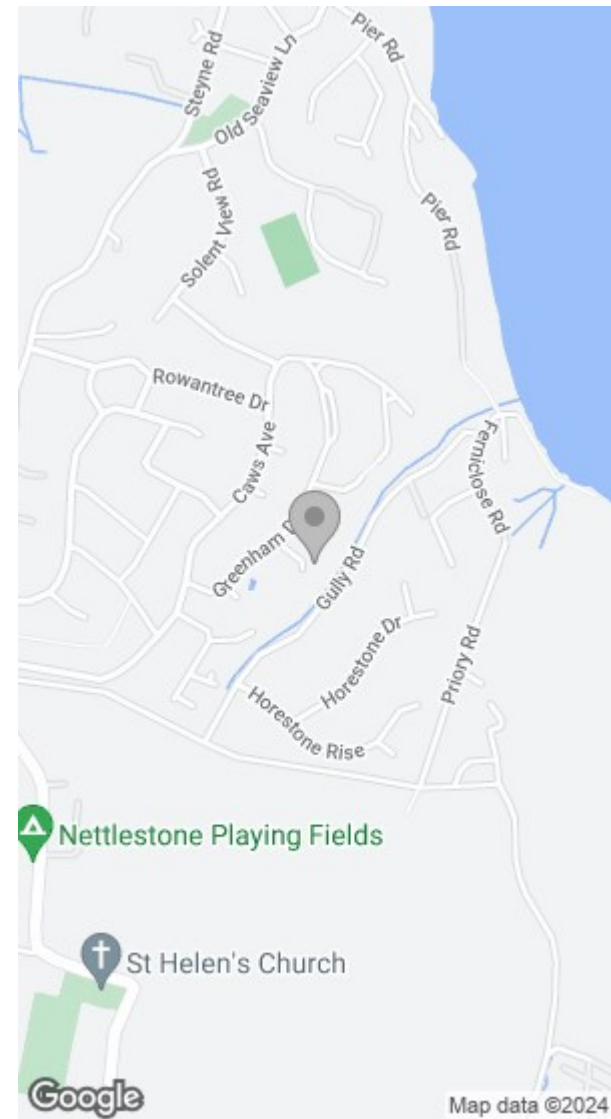 Pier Rd
Steyne Rd
Old Seaview Ln
Pier Rd
Solent View Rd
Rowantree Dr
Caws Ave
Ferniclose Rd
Greenham D
Gully Rd
Horestone Dr
Priory Rd
Horestone Rise
Nettlestone Playing Fields
St Helen's Church
Google
Map data ©2024